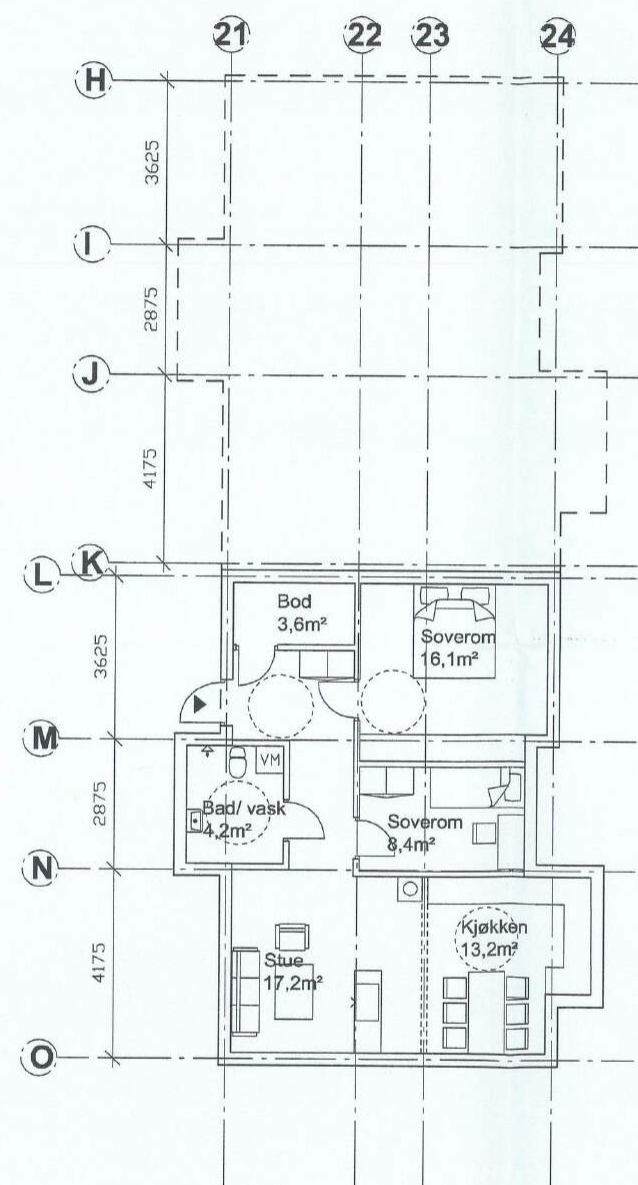 21 22 23 24
H
3625
I
2875
J
4175
K
L
Bod
3,6m²
Soverom
16,1m²
3625
M
VM
Bad/ vask
4,2m²
2875
Soverom
8,4m²
N
Kjøkken
13,2m²
Stue
17,2m²
4175
O